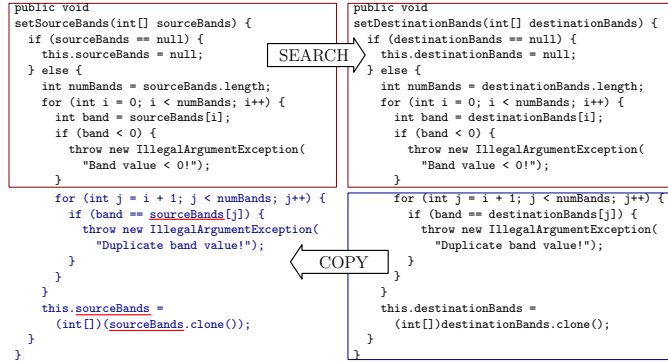 public void
setSourceBands(int[] sourceBands) {
  if (sourceBands == null) {
    this.sourceBands = null;
  } else {
    int numBands = sourceBands.length;
    for (int i = 0; i < numBands; i++) {
      int band = sourceBands[i];
      if (band < 0) {
        throw new IllegalArgumentException(
          "Band value < 0!");
      }
      for (int j = i + 1; j < numBands; j++) {
        if (band == sourceBands[j]) {
          throw new IllegalArgumentException(
            "Duplicate band value!");
        }
      }
    }
    this.sourceBands =
      (int[])(sourceBands.clone());
  }
}
SEARCH
COPY
public void
setDestinationBands(int[] destinationBands) {
  if (destinationBands == null) {
    this.destinationBands = null;
  } else {
    int numBands = destinationBands.length;
    for (int i = 0; i < numBands; i++) {
      int band = destinationBands[i];
      if (band < 0) {
        throw new IllegalArgumentException(
          "Band value < 0!");
      }
      for (int j = i + 1; j < numBands; j++) {
        if (band == destinationBands[j]) {
          throw new IllegalArgumentException(
            "Duplicate band value!");
        }
      }
    }
    this.destinationBands =
      (int[])destinationBands.clone();
  }
}